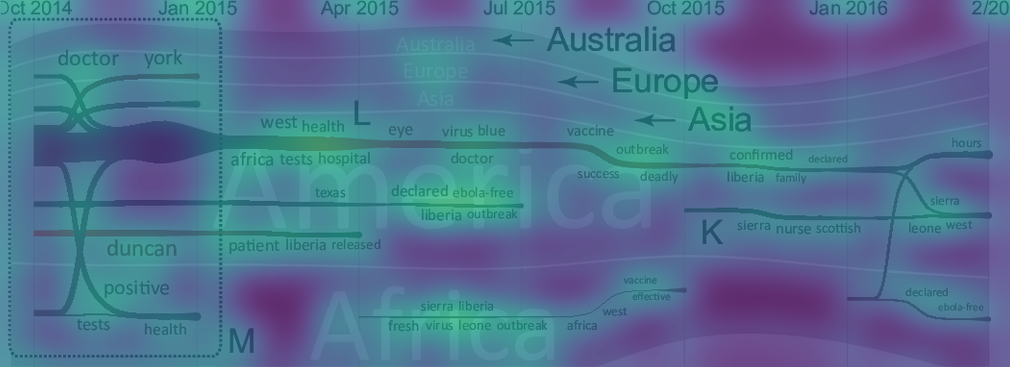 Oct 2014 Jan 2015 Apr 2015 Jul 2015 Oct 2015 Jan 2016 2/20
Australia Australia
Europe Europe
Asia Asia
doctor york
L
west health eye virus blue vaccine
africa tests hospital doctor
outbreak confirmed declared hours
success deadly liberia family
America
texas declared ebola-free sierra
liberia outbreak
K sierra nurse scottish leone west
duncan patient liberia released
positive
tests health
M
Africa
vaccine
effective
sierra liberia west
fresh virus leone outbreak africa
declared
ebola-free